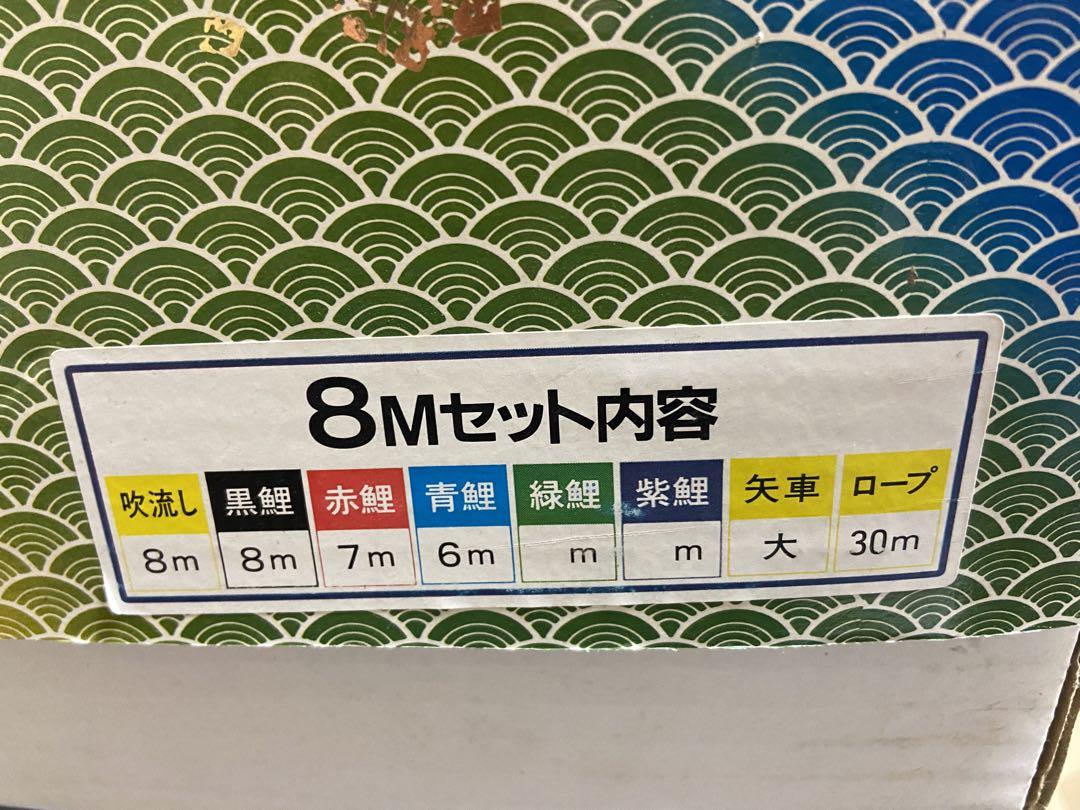 8Mセット内容
吹流し 黒鯉 赤鯉 青鯉 緑鯉 紫鯉 矢車 ロープ
8m 8m 7m 6m m m 大 30m